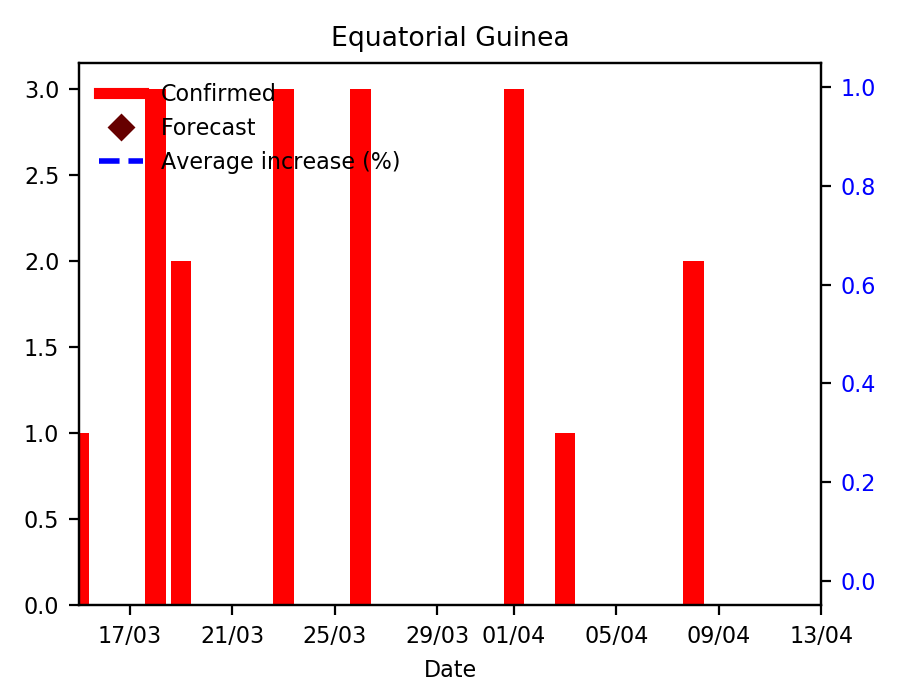 Equatorial Guinea
3.0
2.5
2.0
1.5
1.0
0.5
0.0
Confirmed
Forecast
Average increase (%)
1.0
0.8
0.6
0.4
0.2
0.0
17/03 21/03 25/03 29/03 01/04 05/04 09/04 13/04
Date